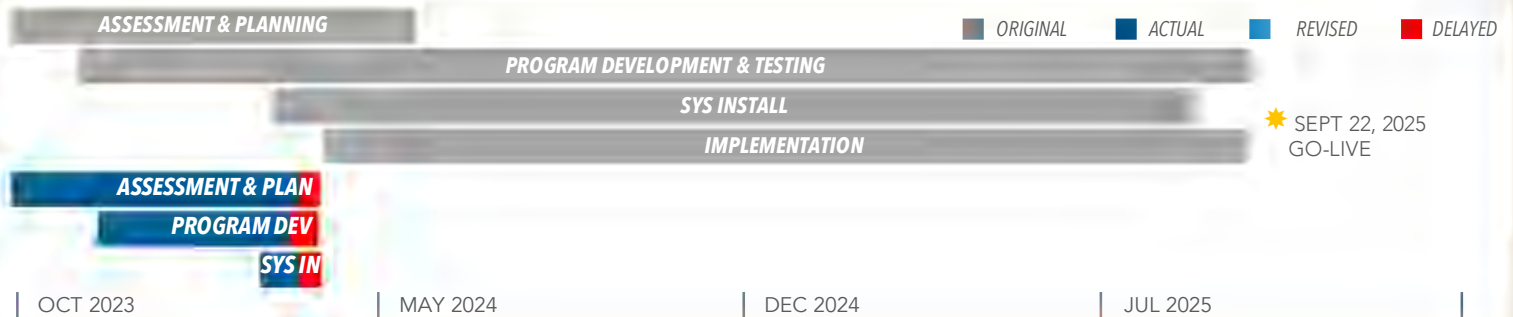 ASSESSMENT & PLANNING
ORIGINAL ACTUAL REVISED DELAYED
PROGRAM DEVELOPMENT & TESTING
SYS INSTALL
SEPT 22, 2025
GO-LIVE
IMPLEMENTATION
ASSESSMENT & PLAN
PROGRAM DEV
SYS IN
OCT 2023 MAY 2024 DEC 2024 JUL 2025